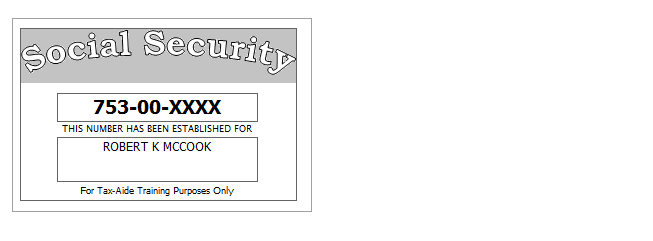 Social Security
753-00-XXXX
THIS NUMBER HAS BEEN ESTABLISHED FOR
ROBERT K MCCOOK
For Tax-Aide Training Purposes Only